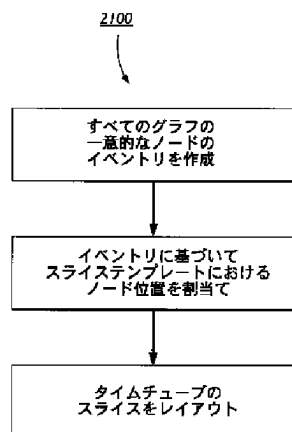 2100
すべてのグラフの
一意的なノードの
イベントリを作成
イベントリに基づいて
スライステンプレートにおける
ノード位置を割当て
タイムチューブの
スライスをレイアウト